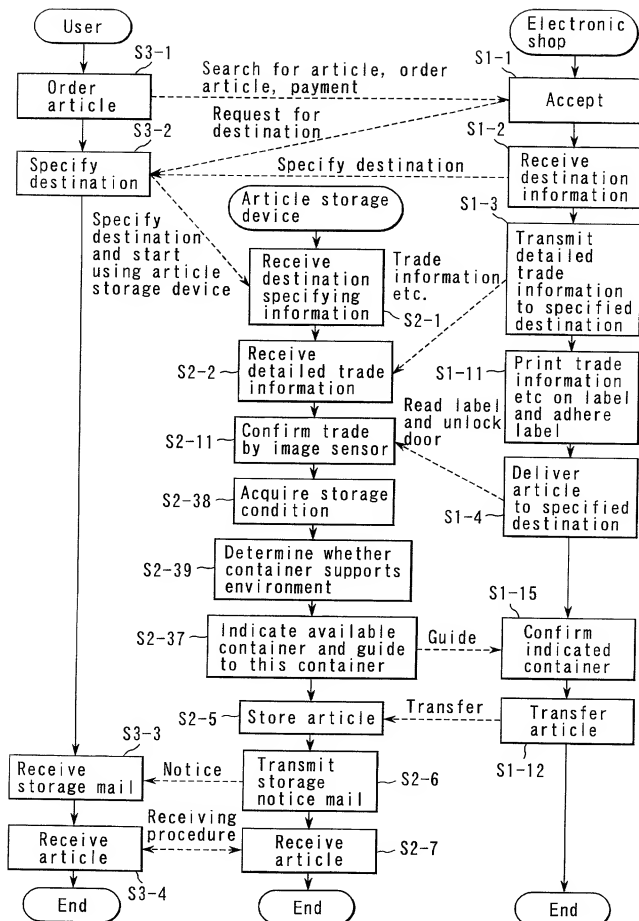 User
Electronic
shop
S3-1
S1-1
Order
article
Search for article, order
article, payment
Accept
S3-2
Request for
destination
S1-2
Specify
destination
Specify destination
Receive
destination
information
Article storage
device
S1-3
Specify
destination
and start
using article
storage device
Receive
destination
specifying
information
Trade
information
etc.
S2-1
Transmit
detailed
trade
information
to specified
destination
S2-2
Receive
detailed trade
information
S1-11
Print trade
information
etc on label
and adhere
label
Read label
and unlock
door
S2-11
Confirm trade
by image sensor
S2-38
Acquire storage
condition
Deliver
article
to specified
destination
S1-4
S2-39
Determine whether
container supports
environment
S1-15
S2-37
Indicate available
container and guide
to this container
Guide
Confirm
indicated
container
S2-5
Store article
Transfer
Transfer
article
S1-12
S3-3
Receive
storage mail
Notice
Transmit
storage
notice mail
S2-6
Receiving
procedure
Receive
article
S3-4
Receive
article
S2-7
End
End
End